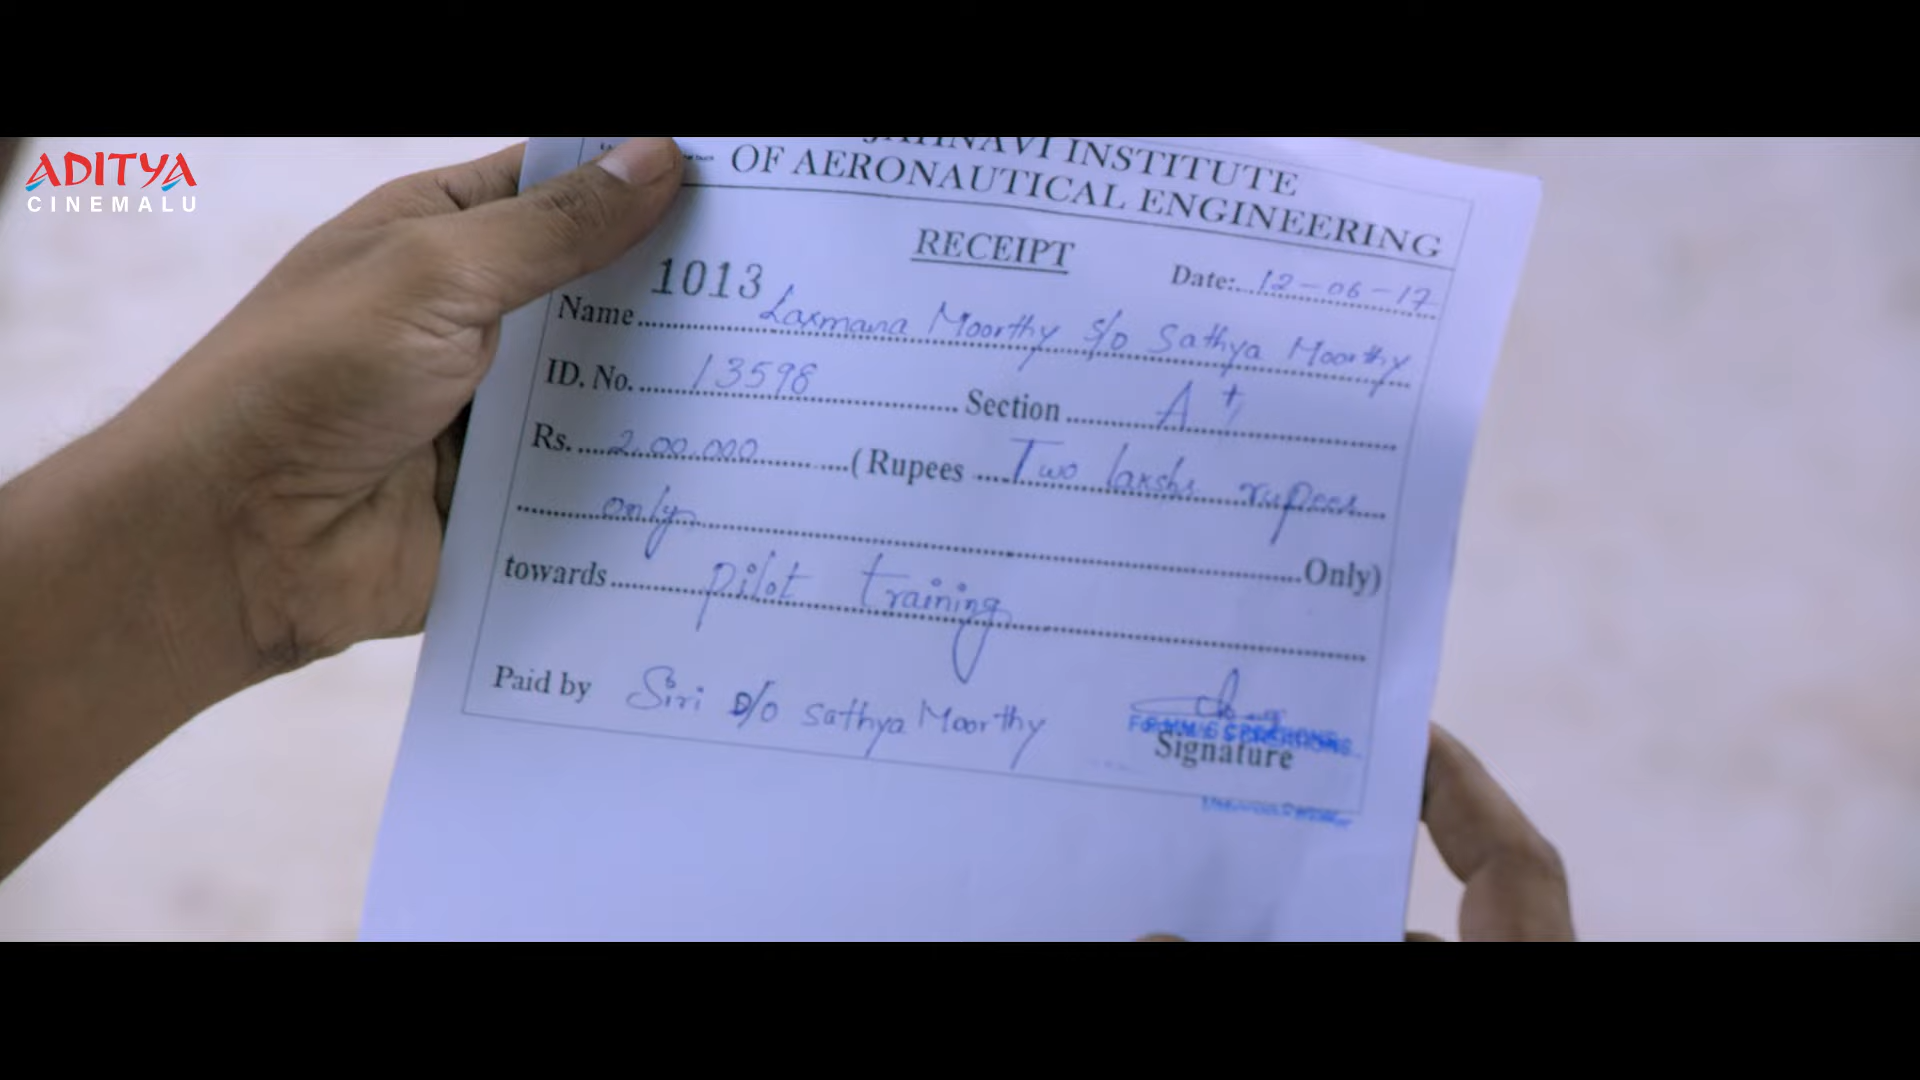 ADITYA
CINEMALU
JAHNAVI INSTITUTE
OF AERONAUTICAL ENGINEERING
RECEIPT
1013
Date: 12-06-17
Name Laxmana Moorthy s/o Sathya Moorthy
ID. No. 13598 Section A+
Rs. 2,00,000 (Rupees Two lakshs rupees
only Only)
towards pilot training
Paid by Siri D/o Sathya Moorthy
Signature